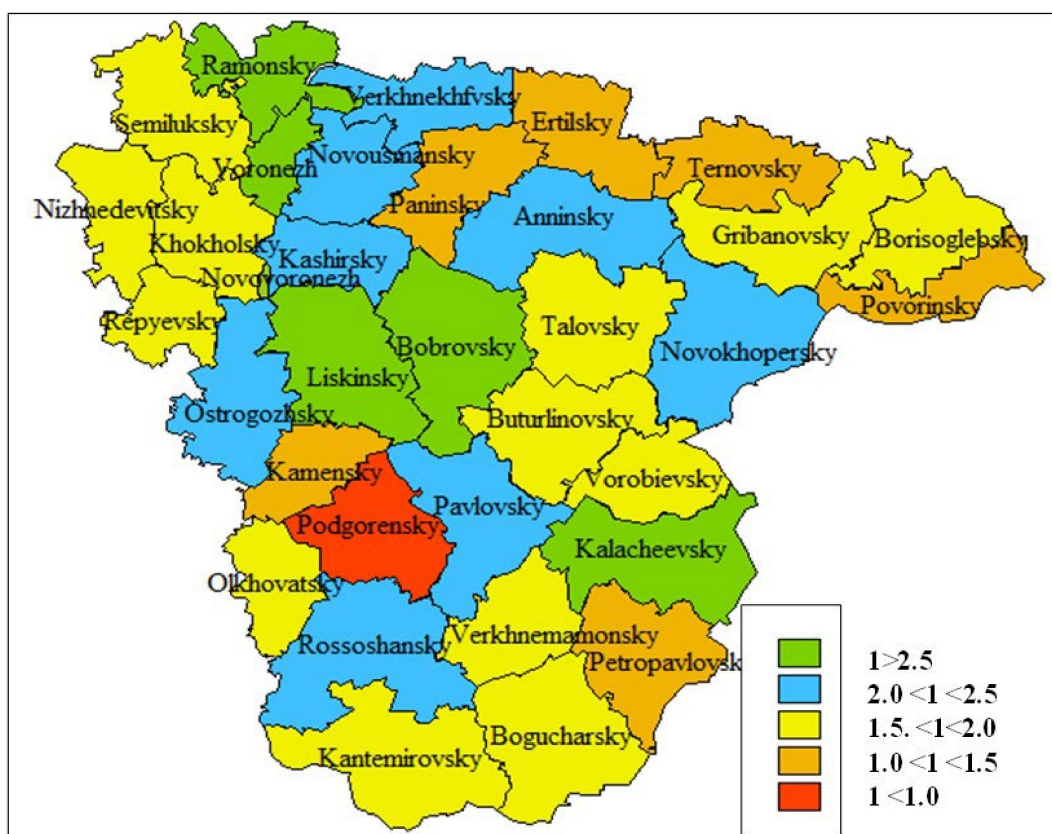 Ramonsky
Verkhnekhfvsky
Semiluksky
Ertilsky
Voronezh
Novousmansky
Ternovsky
Nizhnedevitsky
Paninsky
Anninsky
Gribanovsky
Borisoglebsky
Khokholsky
Kashirsky
Novovoronezh
Povorinsky
Repyevsky
Talovsky
Bobrovsky
Novokhopersky
Liskinsky
Ostrogozhsky
Buturlinovsky
Kamensky
Vorobievsky
Pavlovsky
Podgorensky
Kalacheevsky
Olkhovatsky
Rossoshansky
Verkhnemamonsky
Petropavlovsk
Bogucharsky
Kantemirovsky
1>2.5
2.0 <1 <2.5
1.5. <1<2.0
1.0 <1 <1.5
1 <1.0